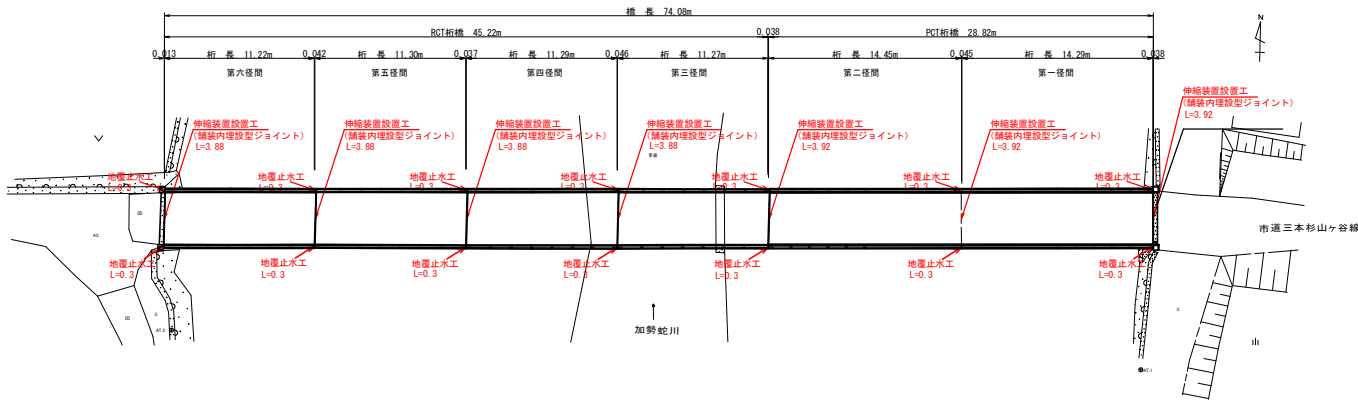 橋 長 74.08m
RCT桁橋 45.22m
0.038
PCT桁橋 28.82m
0.013
桁 長 11.22m
0.042
桁 長 11.30m
0.037
桁 長 11.29m
0.046
桁 長 11.27m
桁 長 14.45m
0.045
桁 長 14.29m
0.038
N
第六径間
第五径間
第四径間
第三径間
第二径間
第一径間
伸縮装置設置工
(舗装内埋設型ジョイント)
L=3.92
伸縮装置設置工
(舗装内埋設型ジョイント)
L=3.88
伸縮装置設置工
(舗装内埋設型ジョイント)
L=3.88
伸縮装置設置工
(舗装内埋設型ジョイント)
L=3.88
伸縮装置設置工
(舗装内埋設型ジョイント)
L=3.88
伸縮装置設置工
(舗装内埋設型ジョイント)
L=3.92
伸縮装置設置工
(舗装内埋設型ジョイント)
L=3.92
地覆止水工
L=0.3
地覆止水工
L=0.3
地覆止水工
L=0.3
地覆止水工
L=0.3
地覆止水工
L=0.3
地覆止水工
L=0.3
地覆止水工
L=0.3
市道三本杉山ヶ谷線
AS
地覆止水工
L=0.3
地覆止水工
L=0.3
地覆止水工
L=0.3
地覆止水工
L=0.3
地覆止水工
L=0.3
地覆止水工
L=0.3
地覆止水工
L=0.3
G
G
AT.2
加勢蛇川
AT.1